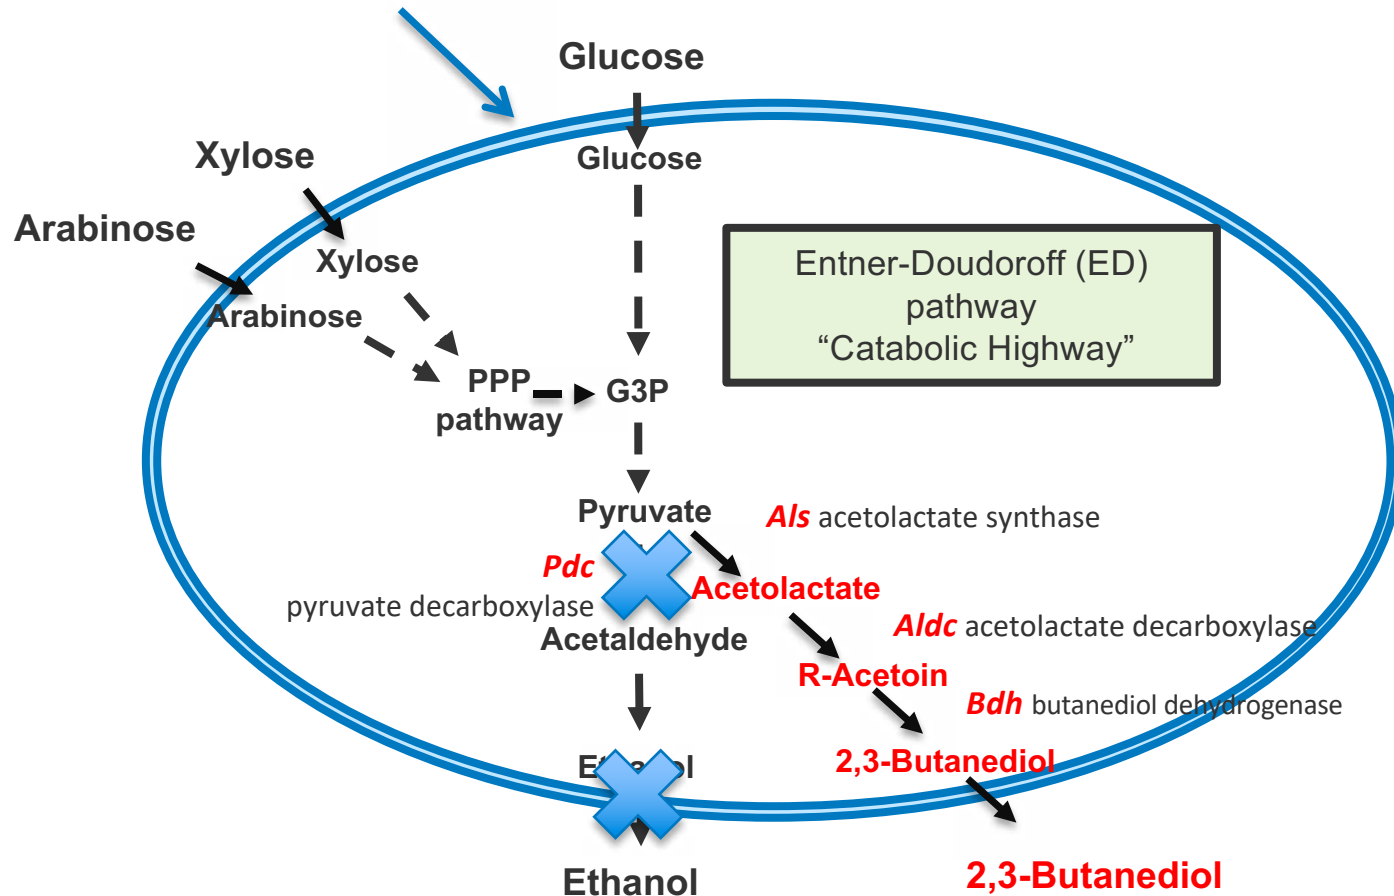 Glucose
Xylose
Glucose
Arabinose
Xylose
Arabinose
Entner-Doudoroff (ED)
pathway
“Catabolic Highway”
PPP
pathway
G3P
Pyruvate
Als acetolactate synthase
Pdc
pyruvate decarboxylase
Acetolactate
Acetaldehyde
Aldc acetolactate decarboxylase
R-Acetoin
Bdh butanediol dehydrogenase
Ethanol
2,3-Butanediol
Ethanol
2,3-Butanediol